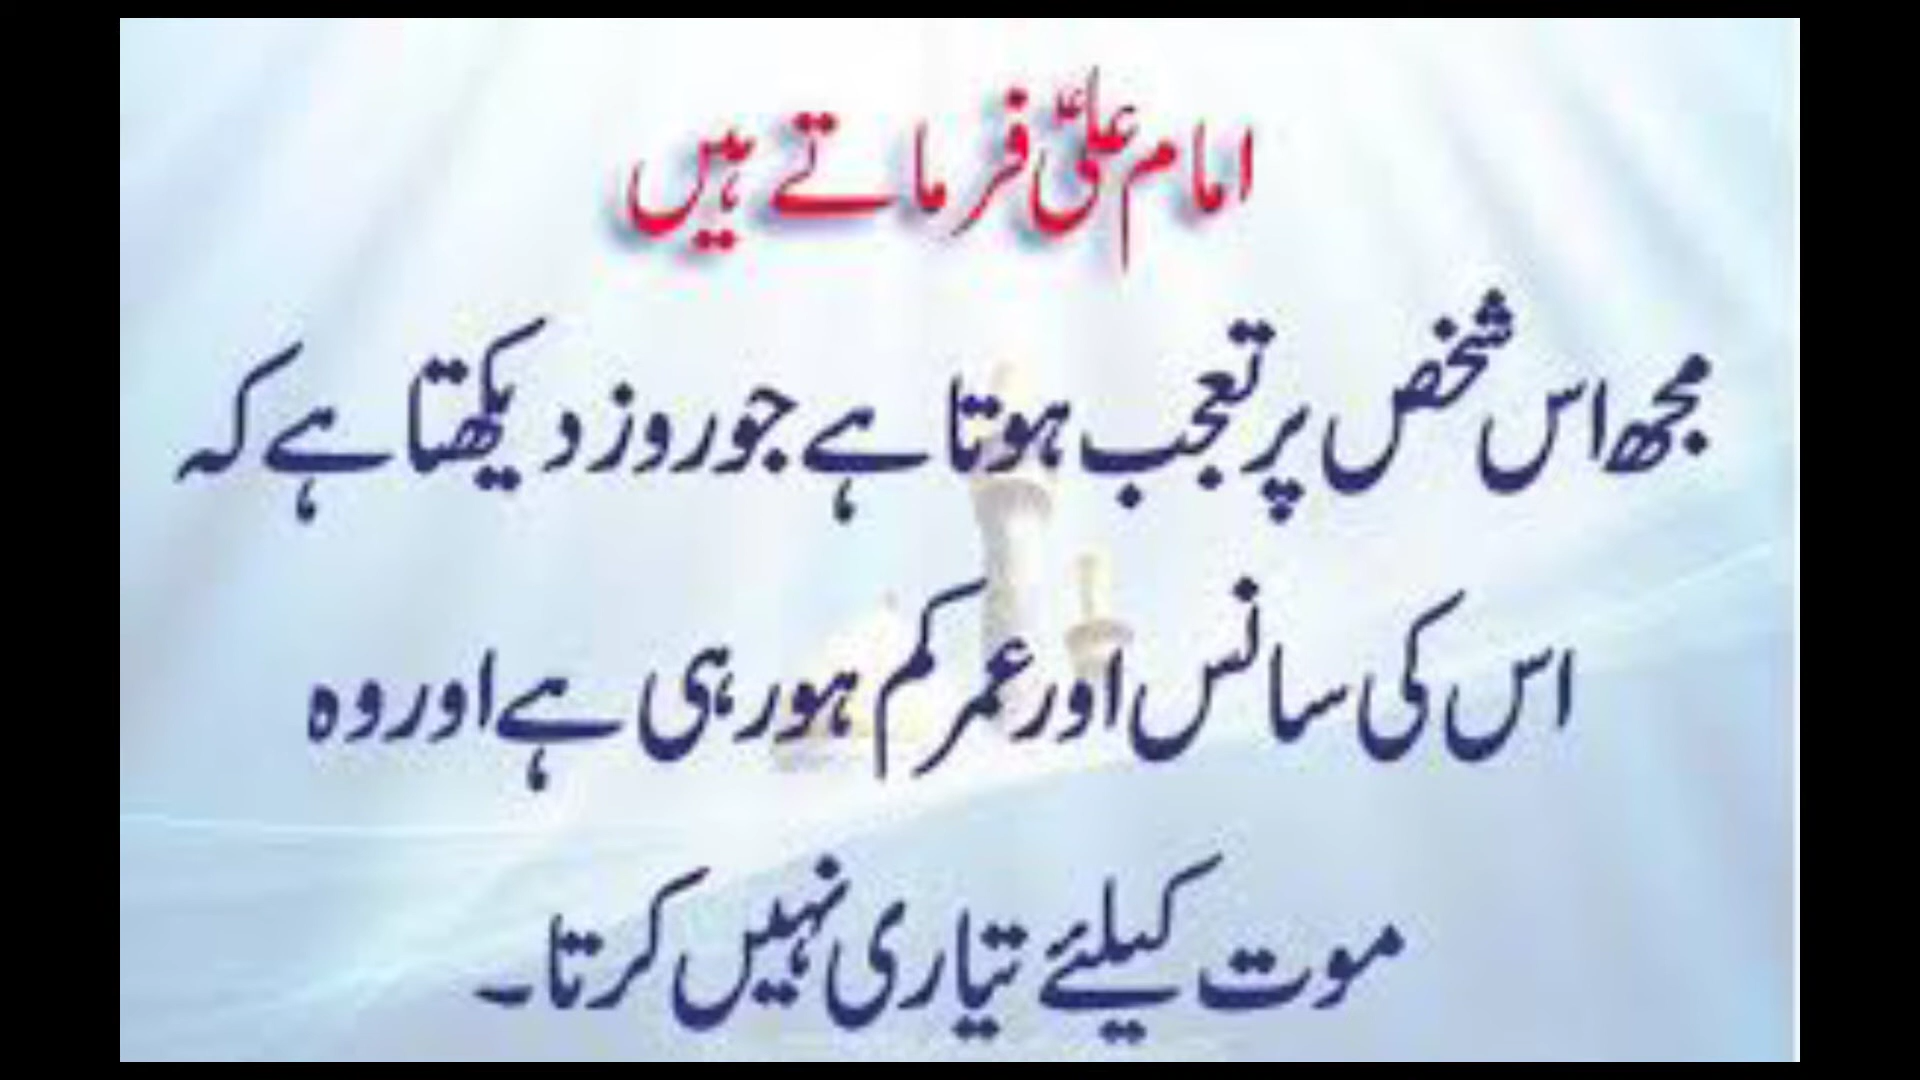 امام علیؑ فرماتے ہیں
مجھ اس شخص پر تعجب ہوتا ہے جو روز دیکھتا ہے کہ
اس کی سانس اور عمر کم ہو رہی ہے اور وہ
موت کیلئے تیاری نہیں کرتا۔